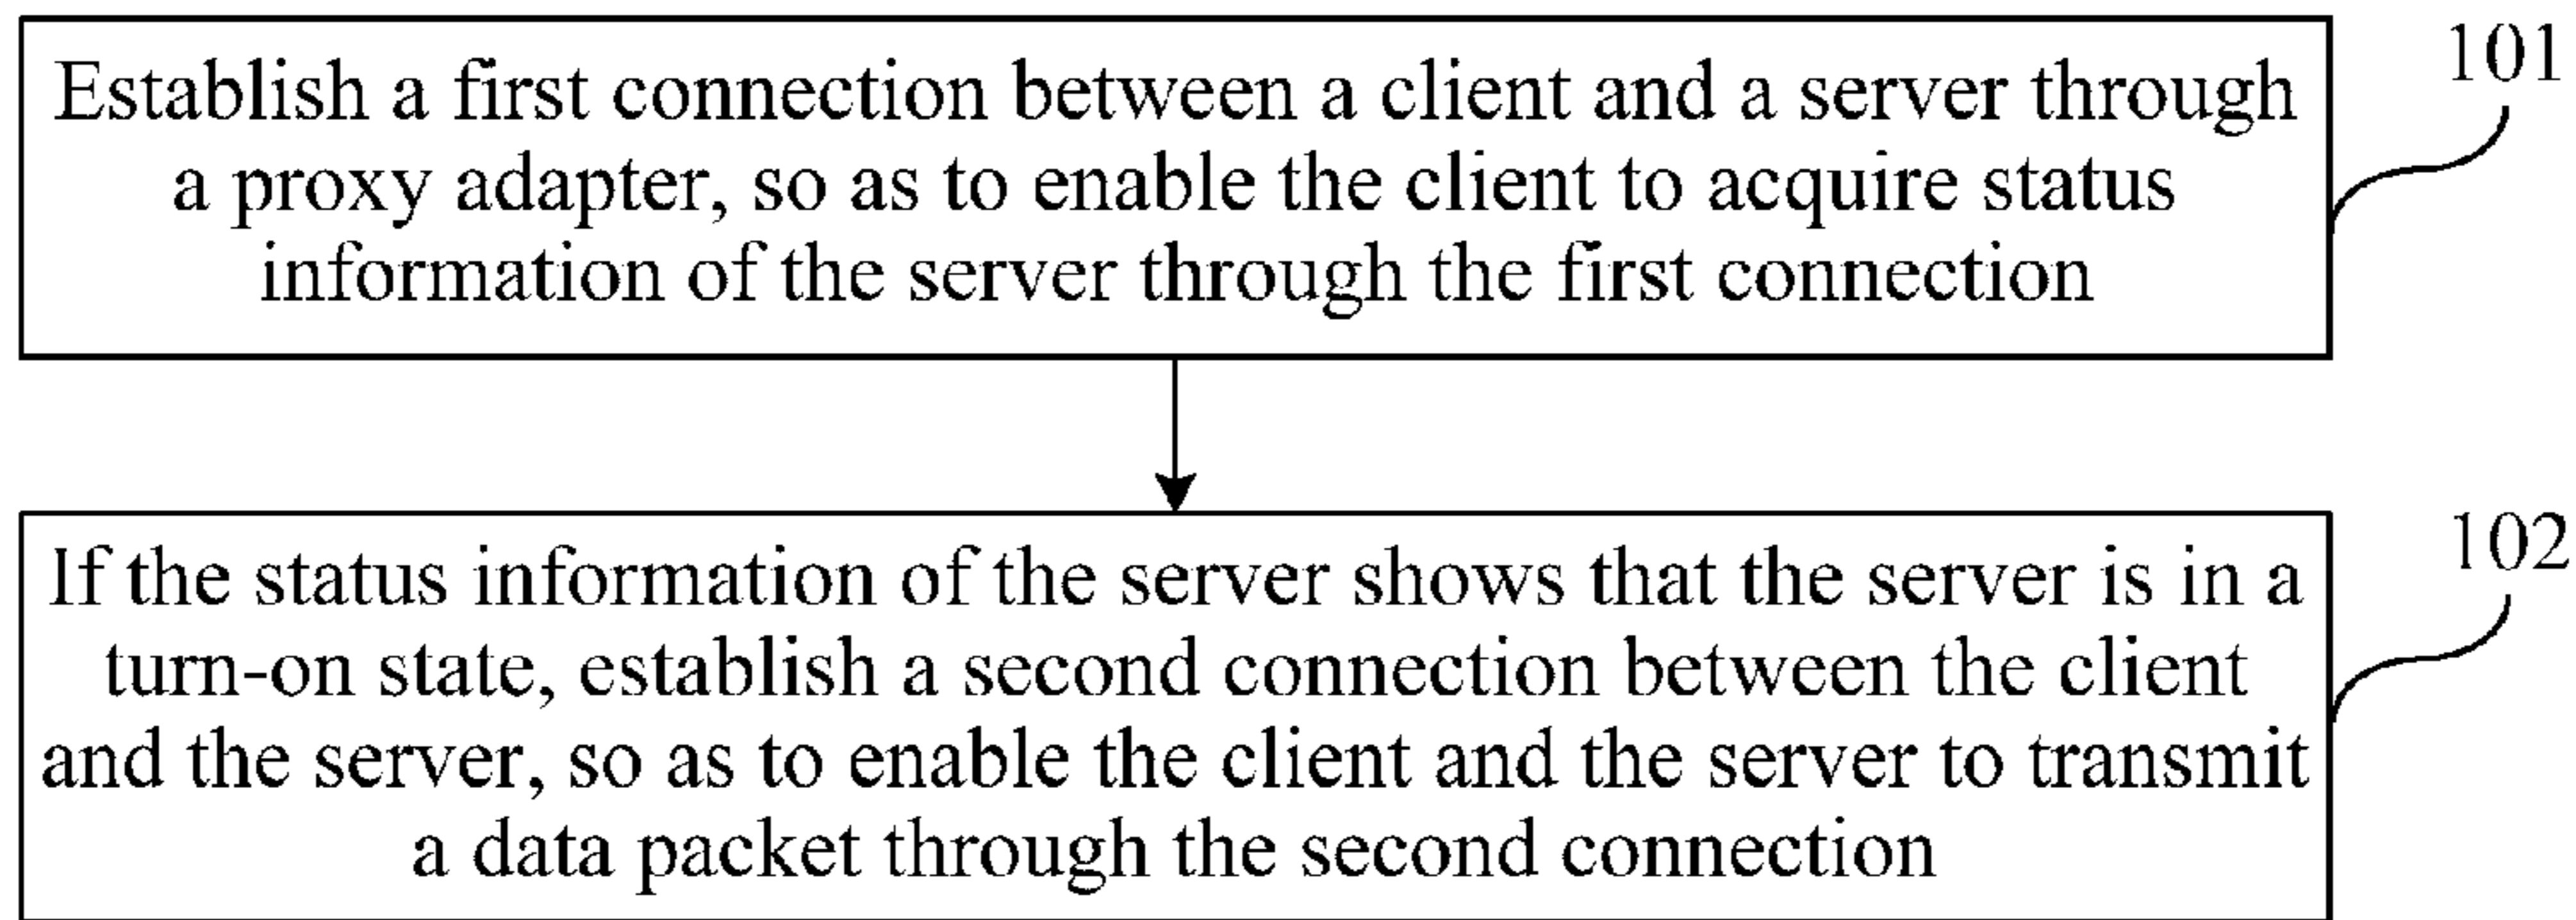 Establish a first connection between a client and a server through
a proxy adapter, so as to enable the client to acquire status
information of the server through the first connection
101
If the status information of the server shows that the server is in a
turn-on state, establish a second connection between the client
and the server, so as to enable the client and the server to transmit
a data packet through the second connection
102